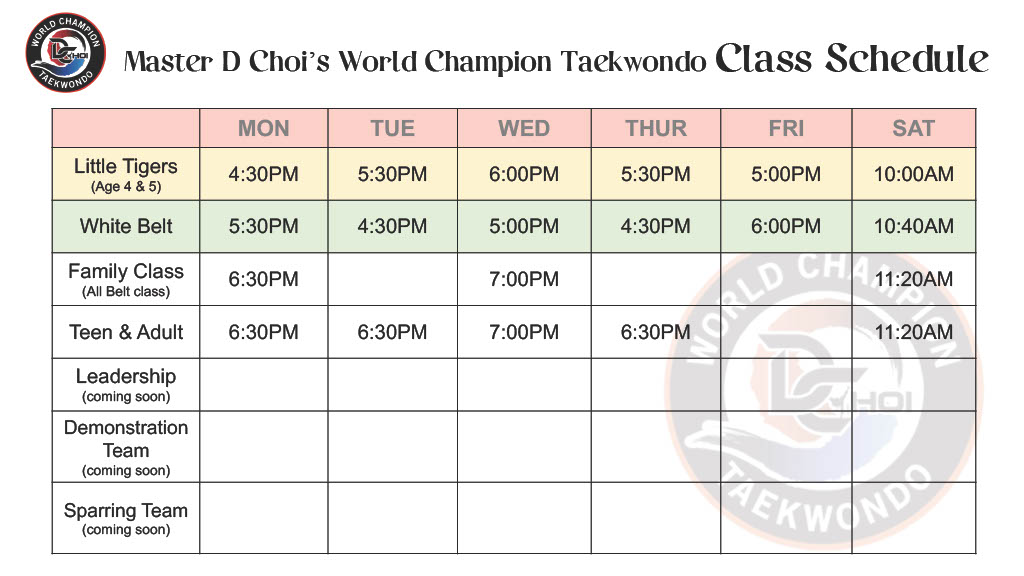 WORLD CHAMPION
DC CHOI
TAEKWONDO
Master D Choi's World Champion Taekwondo Class Schedule
MON TUE WED THUR FRI SAT
Little Tigers 4:30PM 5:30PM 6:00PM 5:30PM 5:00PM 10:00AM
(Age 4 & 5)
White Belt 5:30PM 4:30PM 5:00PM 4:30PM 6:00PM 10:40AM
Family Class 6:30PM 7:00PM 11:20AM
(All Belt class)
Teen & Adult 6:30PM 6:30PM 7:00PM 6:30PM 11:20AM
Leadership
(coming soon)
Demonstration
Team
(coming soon)
Sparring Team
(coming soon)
WORLD CHAMPION
DC CHOI
TAEKWONDO